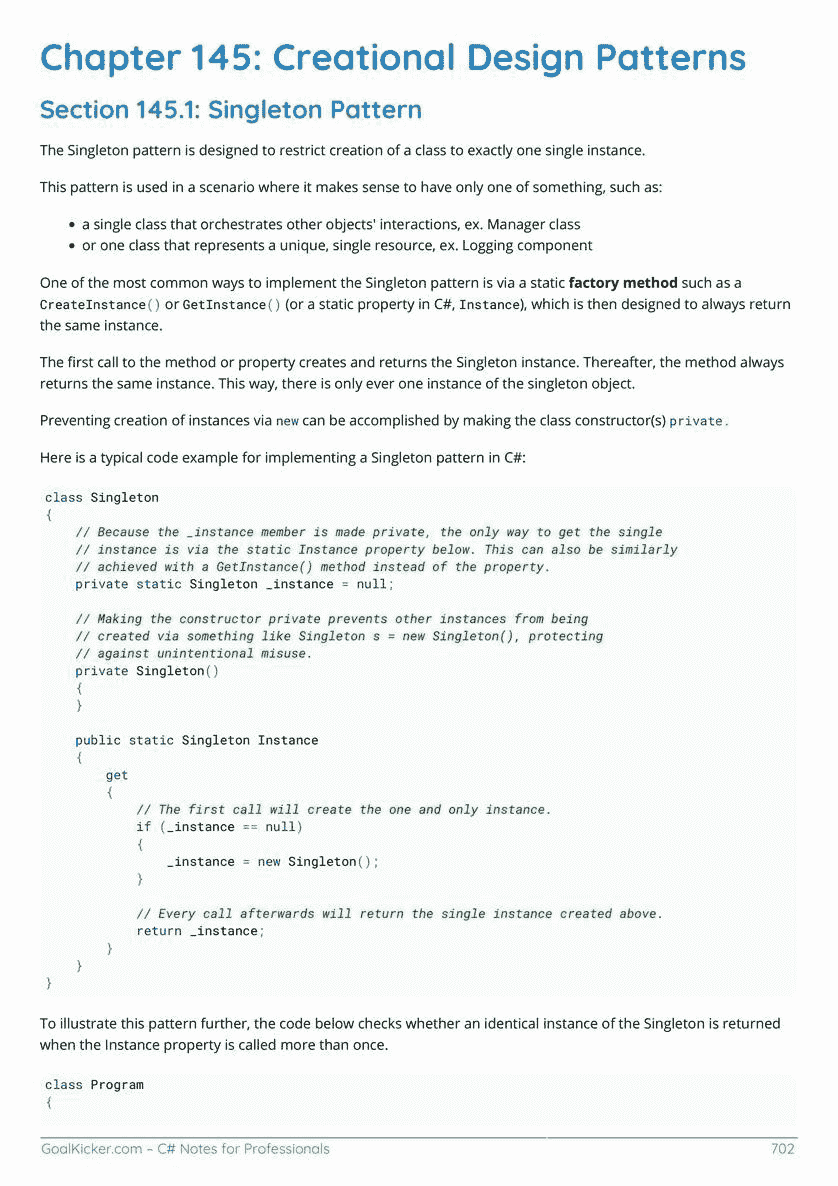 Chapter 145: Creational Design Patterns
Section 145.1: Singleton Pattern
The Singleton pattern is designed to restrict creation of a class to exactly one single instance.
This pattern is used in a scenario where it makes sense to have only one of something, such as:
• a single class that orchestrates other objects' interactions, ex. Manager class
• or one class that represents a unique, single resource, ex. Logging component
One of the most common ways to implement the Singleton pattern is via a static factory method such as a
CreateInstance() or GetInstance() (or a static property in C#, Instance), which is then designed to always return
the same instance.
The first call to the method or property creates and returns the Singleton instance. Thereafter, the method always
returns the same instance. This way, there is only ever one instance of the singleton object.
Preventing creation of instances via new can be accomplished by making the class constructor(s) private.
Here is a typical code example for implementing a Singleton pattern in C#:
class Singleton
{
    // Because the _instance member is made private, the only way to get the single
    // instance is via the static Instance property below. This can also be similarly
    // achieved with a GetInstance() method instead of the property.
    private static Singleton _instance = null;

    // Making the constructor private prevents other instances from being
    // created via something like Singleton s = new Singleton(), protecting
    // against unintentional misuse.
    private Singleton()
    {
    }

    public static Singleton Instance
    {
        get
        {
            // The first call will create the one and only instance.
            if (_instance == null)
            {
                _instance = new Singleton();
            }

            // Every call afterwards will return the single instance created above.
            return _instance;
        }
    }
}
To illustrate this pattern further, the code below checks whether an identical instance of the Singleton is returned
when the Instance property is called more than once.
class Program
{
GoalKicker.com – C# Notes for Professionals
702